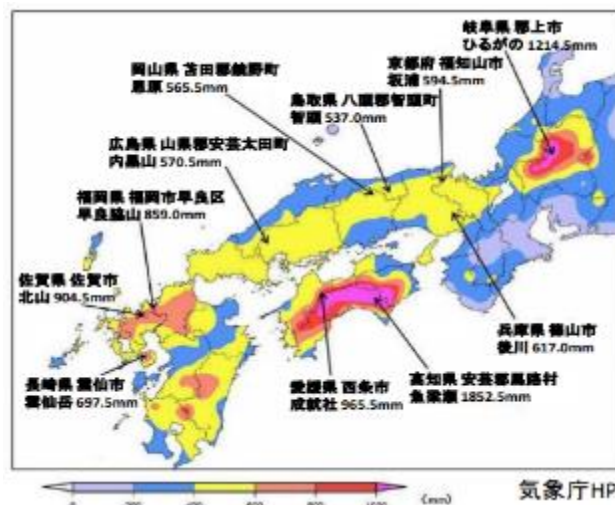 岐阜県 郡上市
ひるがの 1214.5mm
京都府 福知山市
坂浦 594.5mm
岡山県 苫田郡鏡野町
恩原 565.5mm
鳥取県 八頭郡智頭町
智頭 537.0mm
広島県 山県郡安芸太田町
内黒山 570.5mm
福岡県 福岡市早良区
早良脇山 859.0mm
佐賀県 佐賀市
北山 904.5mm
長崎県 雲仙市
雲仙岳 697.5mm
愛媛県 西条市
成就社 965.5mm
高知県 安芸郡馬路村
魚梁瀬 1852.5mm
兵庫県 篠山市
後川 617.0mm
0 200 400 600 800 1000 (mm)
気象庁HP